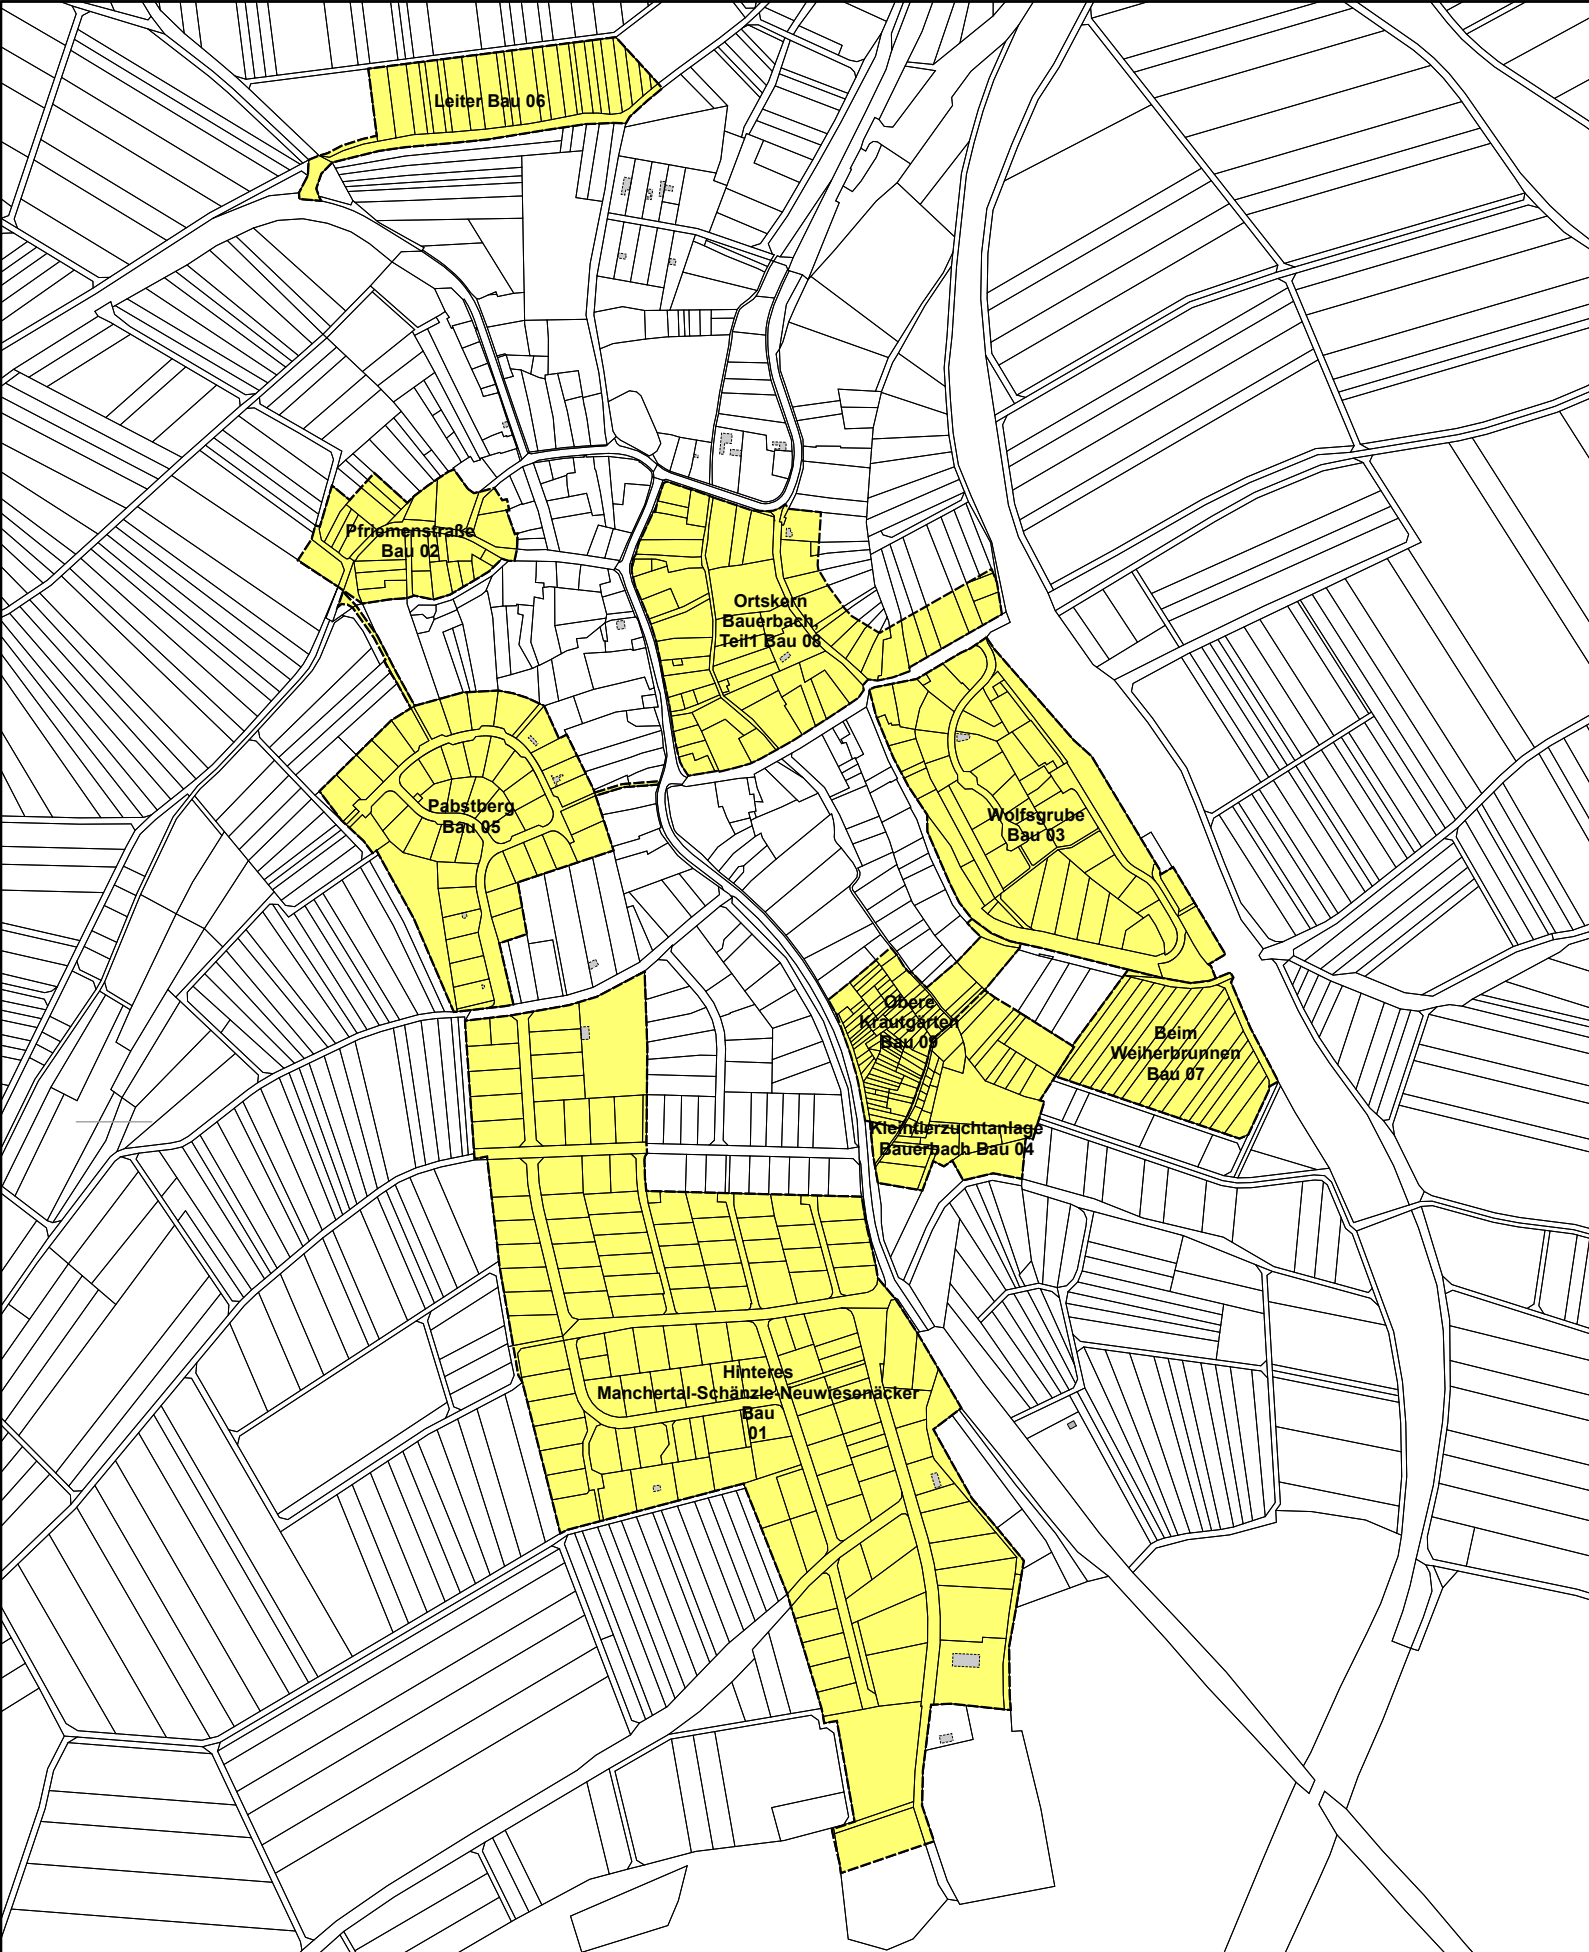 Leiter Bau 06
Pfriemenstraße
Bau 02
Ortskern
Bauerbach,
Teil1 Bau 08
Pabstberg
Bau 05
Wolfsgrube
Bau 03
Obere
Krautgärten
Bau 09
Beim
Weiherbrunnen
Bau 07
Kleintierzuchtanlage
Bauerbach Bau 04
Hinteres
Manchertal-Schänzle-Neuwiesenäcker
Bau
01